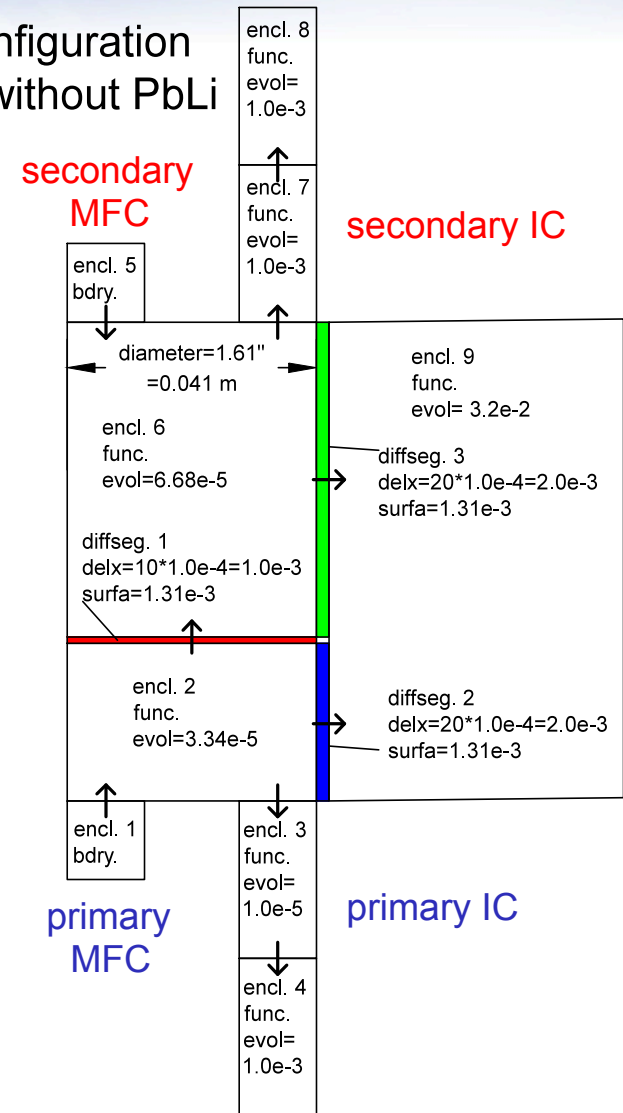 nfiguration
without PbLi
encl. 8
func.
evol=
1.0e-3
secondary
MFC
encl. 7
func.
evol=
1.0e-3
secondary IC
encl. 5
bdry.
diameter=1.61"
=0.041 m
encl. 9
func.
evol= 3.2e-2
encl. 6
func.
evol=6.68e-5
diffseg. 3
delx=20*1.0e-4=2.0e-3
surfa=1.31e-3
diffseg. 1
delx=10*1.0e-4=1.0e-3
surfa=1.31e-3
encl. 2
func.
evol=3.34e-5
diffseg. 2
delx=20*1.0e-4=2.0e-3
surfa=1.31e-3
encl. 1
bdry.
encl. 3
func.
evol=
1.0e-5
primary
MFC
primary IC
encl. 4
func.
evol=
1.0e-3